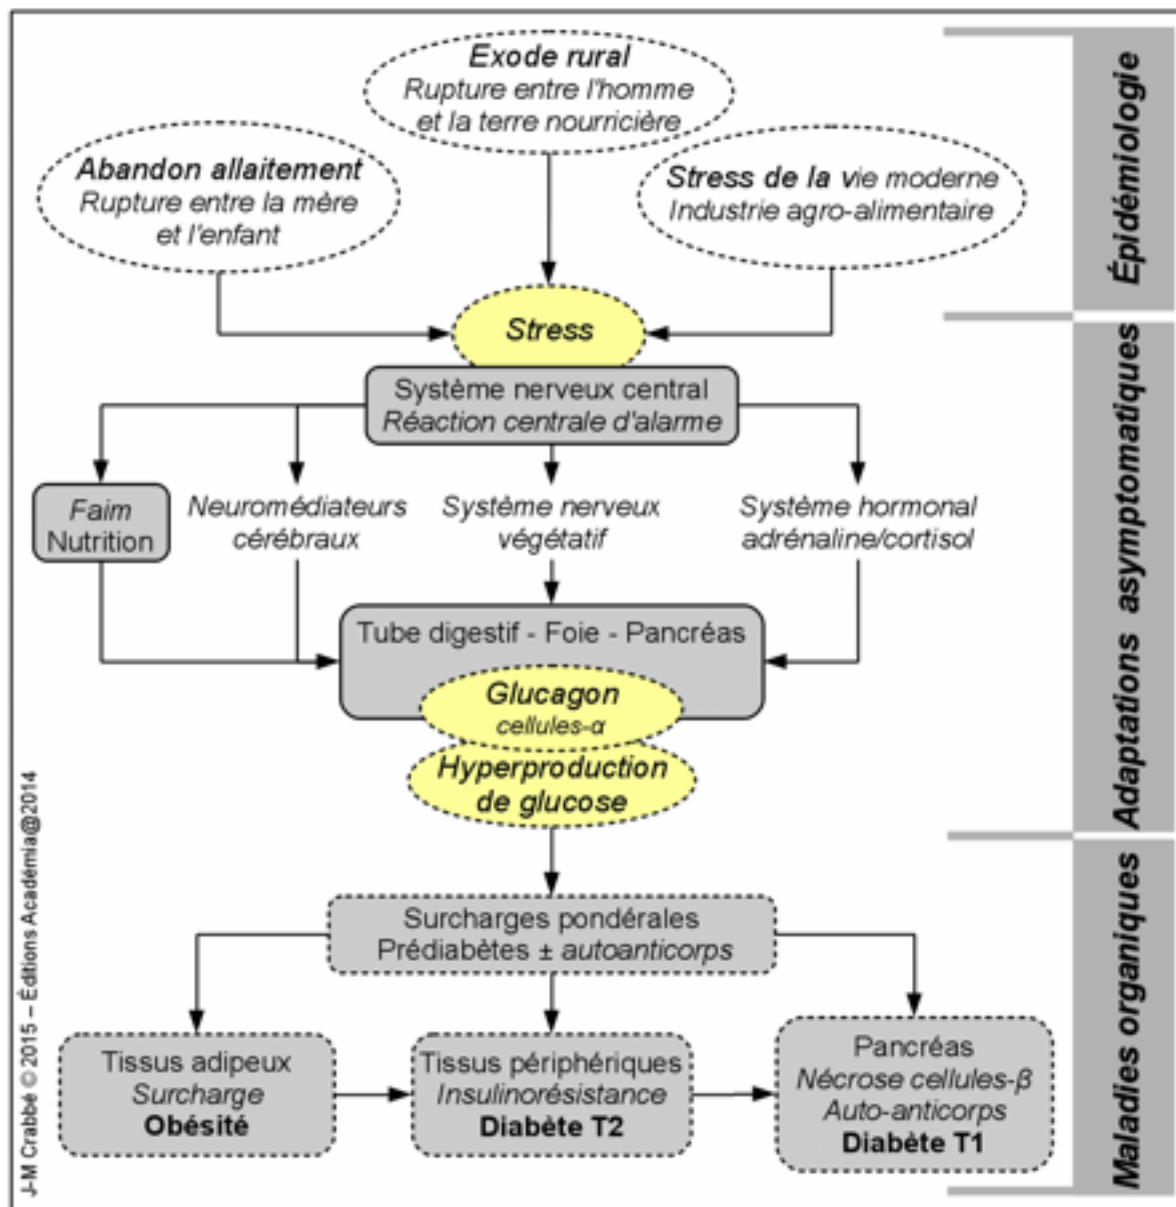 Exode rural
Rupture entre l'homme
et la terre nourricière
Abandon allaitement
Rupture entre la mère
et l'enfant
Stress de la vie moderne
Industrie agro-alimentaire
Stress
Système nerveux central
Réaction centrale d'alarme
Faim
Nutrition
Neuromédiateurs
cérébraux
Système nerveux
végétatif
Système hormonal
adrénaline/cortisol
Tube digestif - Foie - Pancréas
Glucagon
cellules-α
Hyperproduction
de glucose
Surcharges pondérales
Prédiabètes ± autoanticorps
Tissus adipeux
Surcharge
Obésité
Tissus périphériques
Insulinorésistance
Diabète T2
Pancréas
Nécrose cellules-β
Auto-anticorps
Diabète T1
Épidémiologie
Adaptations asymptomatiques
Maladies organiques
J-M Crabbé © 2015 – Éditions Académia@2014